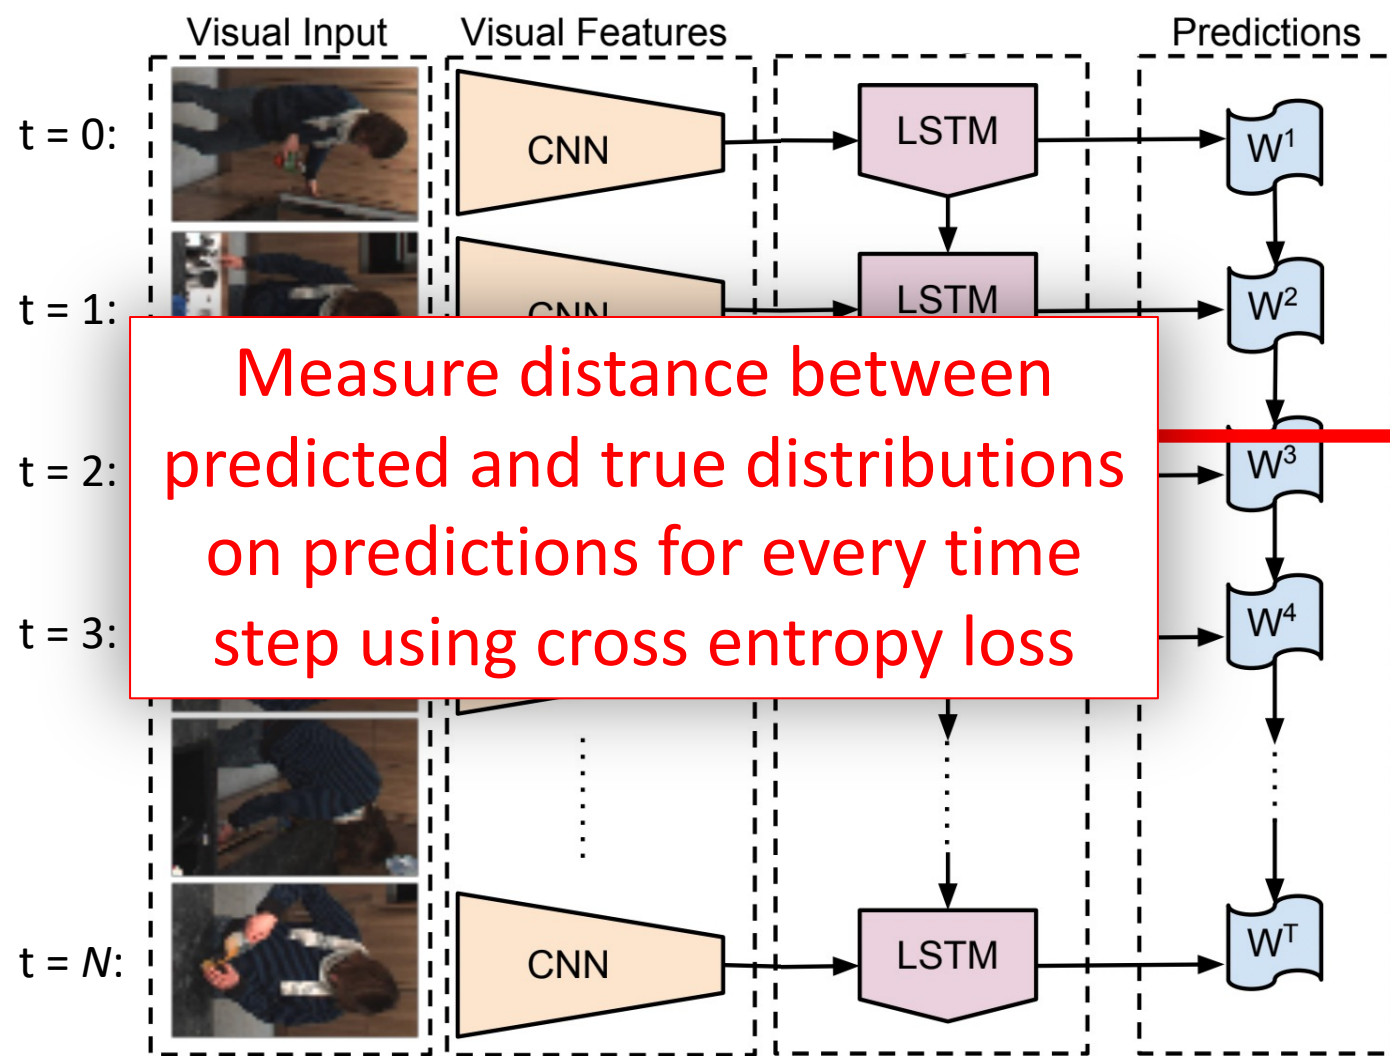 Visual Input
Visual Features
Predictions
t = 0:
CNN
LSTM
W1
t = 1:
CNN
LSTM
W2
Measure distance between
predicted and true distributions
on predictions for every time
step using cross entropy loss
t = 2:
W3
t = 3:
W4
t = N:
CNN
LSTM
WT